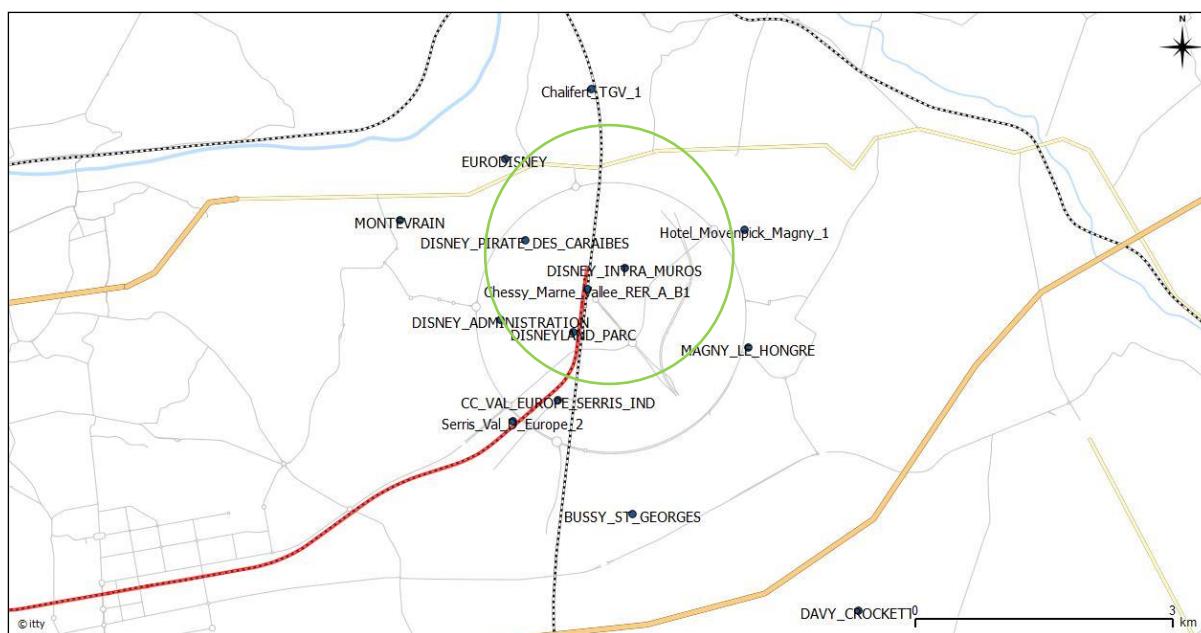 N
Chalifert_TGV_1
EURODISNEY
MONTEVRAIN
Hotel_Movenpick_Magny_1
DISNEY_PIRATE_DES_CARAIBES
DISNEY_INTRA_MUROS
Chessy_Marne_Vallee_RER_A_B1
DISNEY_ADMINISTRATION
DISNEYLAND_PARC
MAGNY_LE_HONGRE
CC_VAL_EUROPE_SERRIS_IND
Serris_Val_D_Europe_2
BUSSY_ST_GEORGES
DAVY_CROCKETT
0 3
km
© itty